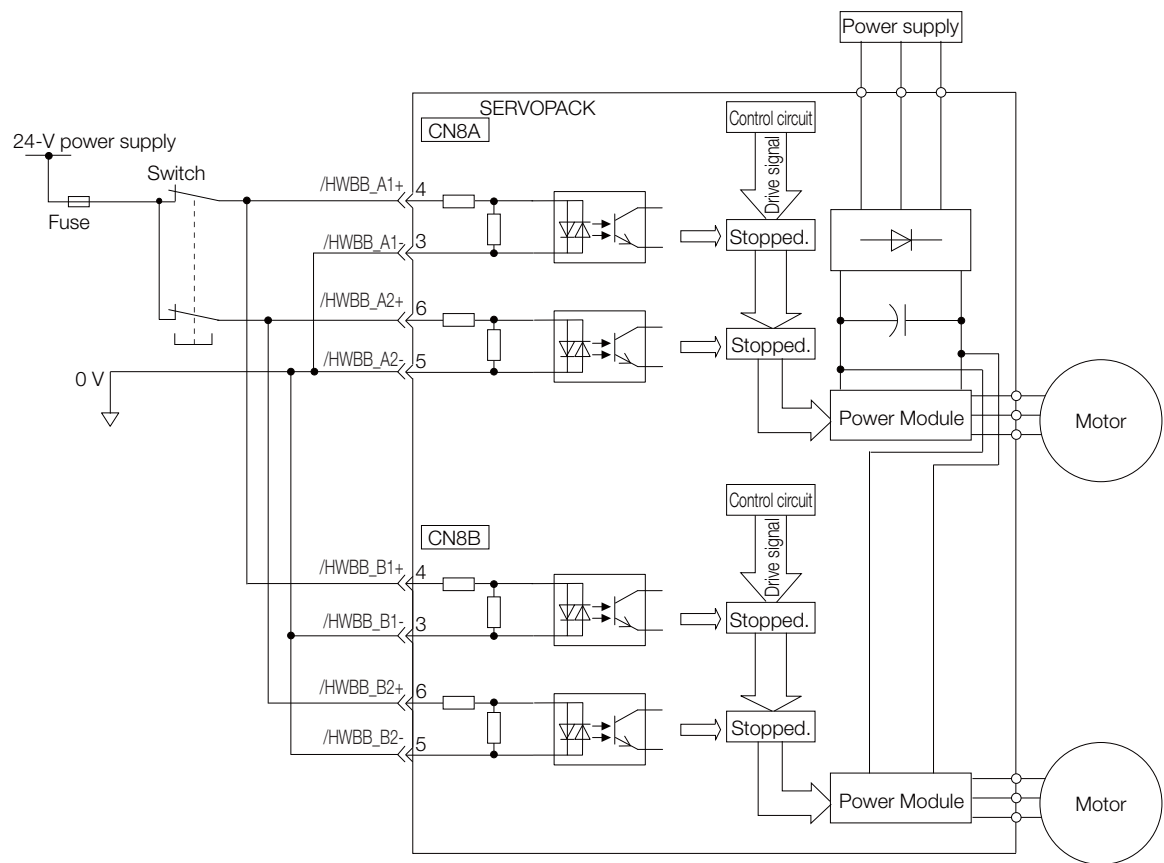 Power supply
SERVOPACK
CN8A
Control circuit
24-V power supply
Switch
Fuse
/HWBB_A1+
4
Drive signal
/HWBB_A1-
3
Stopped.
/HWBB_A2+
6
Stopped.
/HWBB_A2-
5
0 V
Power Module
Motor
Control circuit
CN8B
Drive signal
/HWBB_B1+
4
/HWBB_B1-
3
Stopped.
/HWBB_B2+
6
Stopped.
/HWBB_B2-
5
Power Module
Motor